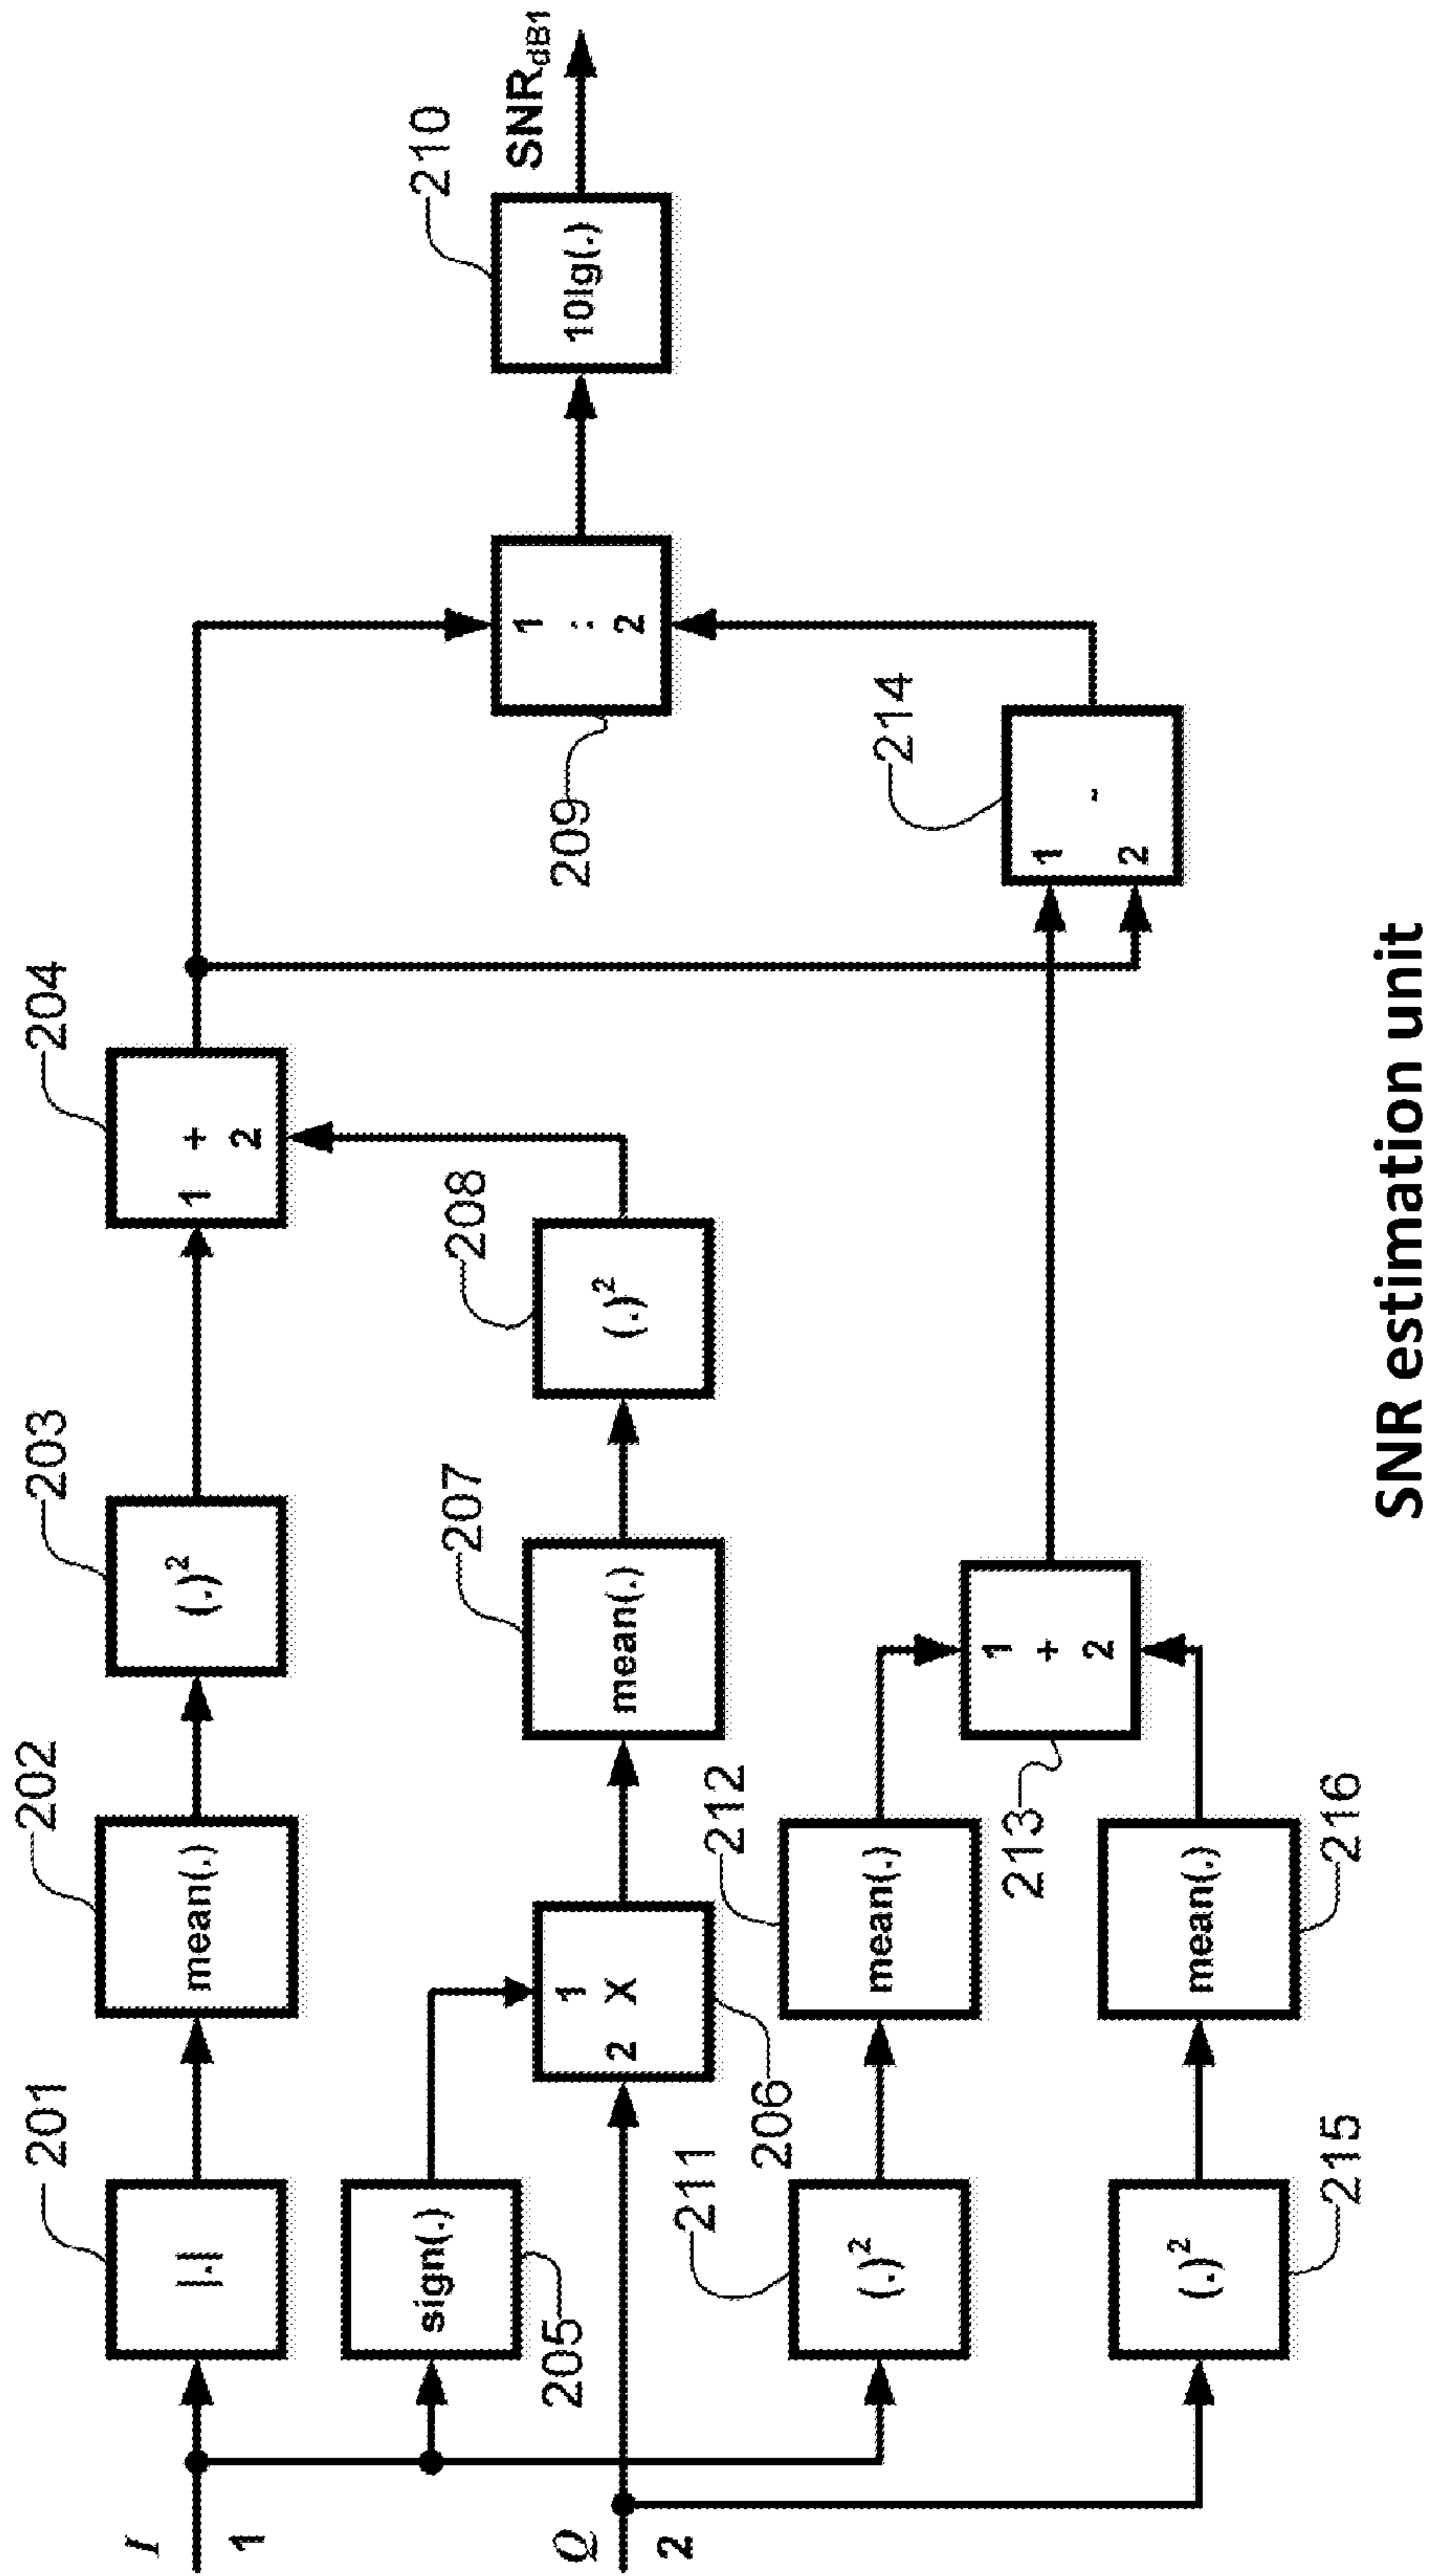 I
1
201
|.|
202
mean(.)
203
(.)²
204
1 + 2
205
sign(.)
206
1
2 X
207
mean(.)
208
(.)²
209
1
:
2
210
10lg(.)
SNRdB1
Q
2
211
(.)²
212
mean(.)
213
1
+
2
214
1
-
2
215
(.)²
216
mean(.)
SNR estimation unit